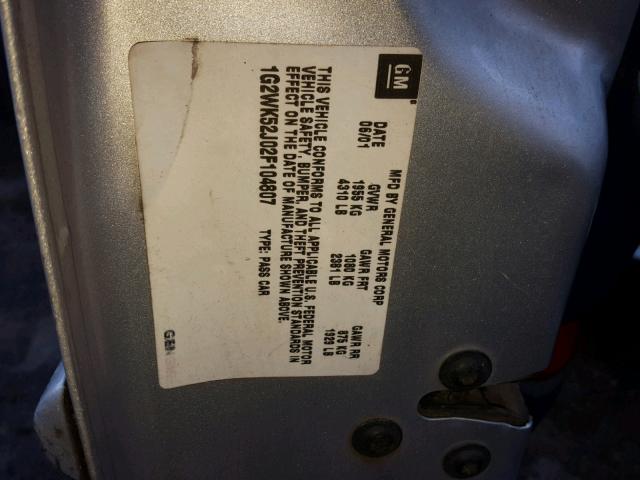 GM
MFD BY GENERAL MOTORS CORP
DATE GVWR GAWR FRT GAWR RR
06/01 1955 KG 1080 KG 875 KG
4310 LB 2381 LB 1929 LB
THIS VEHICLE CONFORMS TO ALL APPLICABLE U.S. FEDERAL MOTOR
VEHICLE SAFETY, BUMPER, AND THEFT PREVENTION STANDARDS IN
EFFECT ON THE DATE OF MANUFACTURE SHOWN ABOVE.
1G2WK52J02F104807 TYPE: PASS CAR